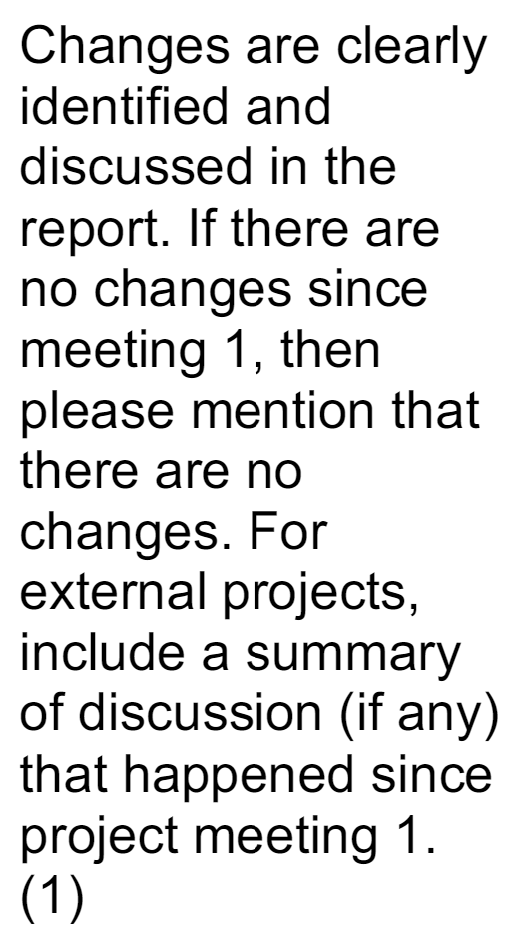 Changes are clearly
identified and
discussed in the
report. If there are
no changes since
meeting 1, then
please mention that
there are no
changes. For
external projects,
include a summary
of discussion (if any)
that happened since
project meeting 1.
(1)